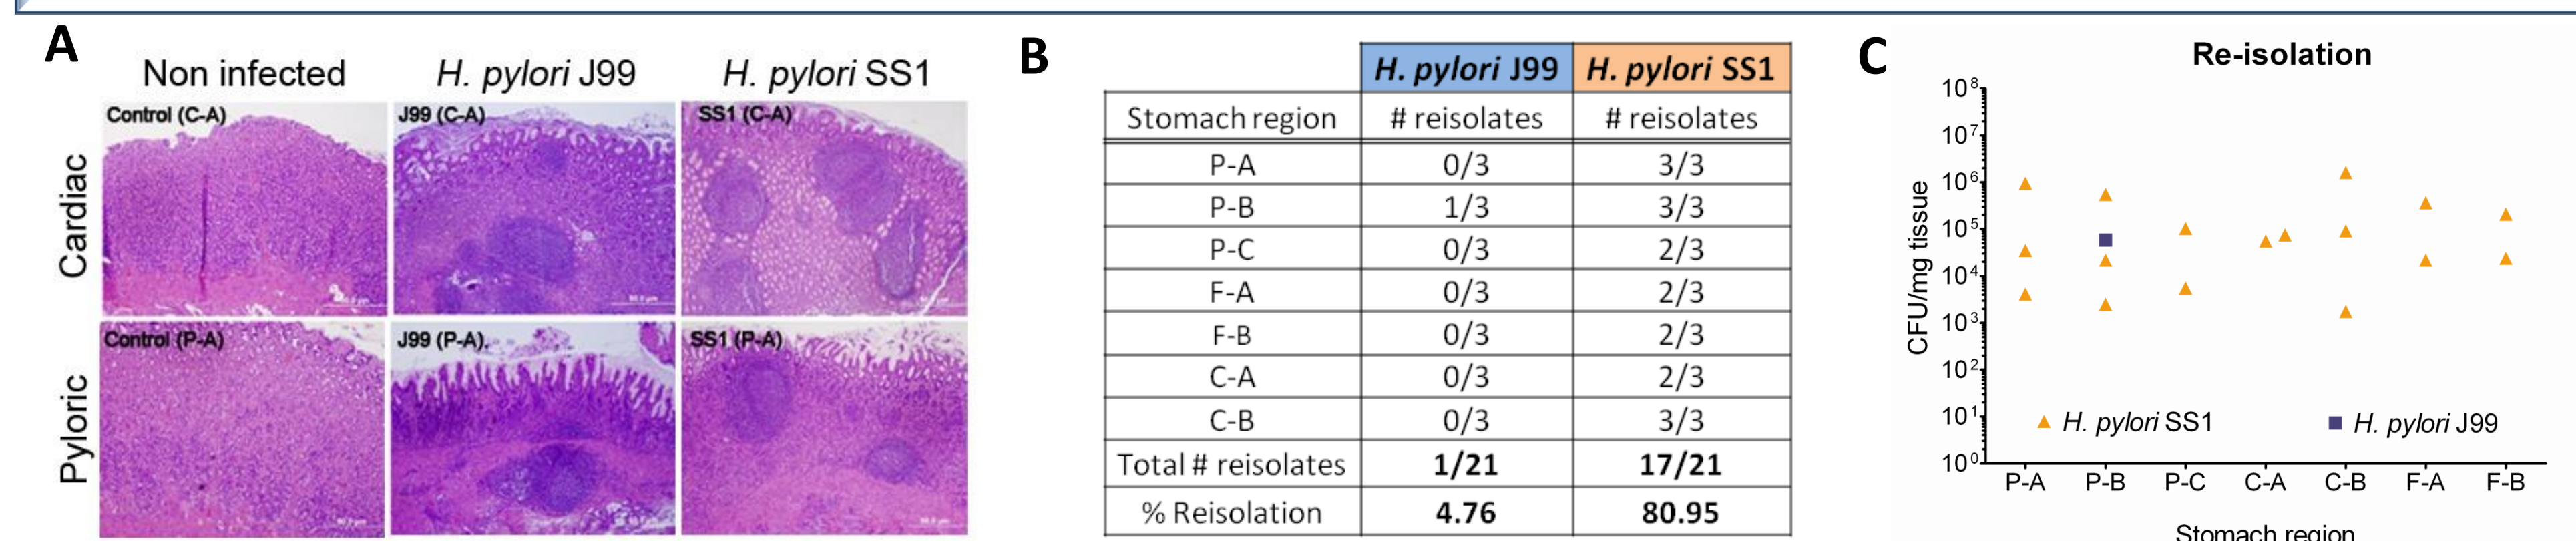 A
Non infected H. pylori J99 H. pylori SS1
Cardiac
Control (C-A) J99 (C-A) SS1 (C-A)
Pyloric
Control (P-A) J99 (P-A) SS1 (P-A)
B
H. pylori J99 H. pylori SS1
Stomach region # reisolates # reisolates
P-A 0/3 3/3
P-B 1/3 3/3
P-C 0/3 2/3
F-A 0/3 2/3
F-B 0/3 2/3
C-A 0/3 2/3
C-B 0/3 3/3
Total # reisolates 1/21 17/21
% Reisolation 4.76 80.95
C
Re-isolation
CFU/mg tissue
10⁸
10⁷
10⁶
10⁵
10⁴
10³
10²
10¹
10⁰
H. pylori SS1 H. pylori J99
P-A P-B P-C C-A C-B F-A F-B
Stomach region